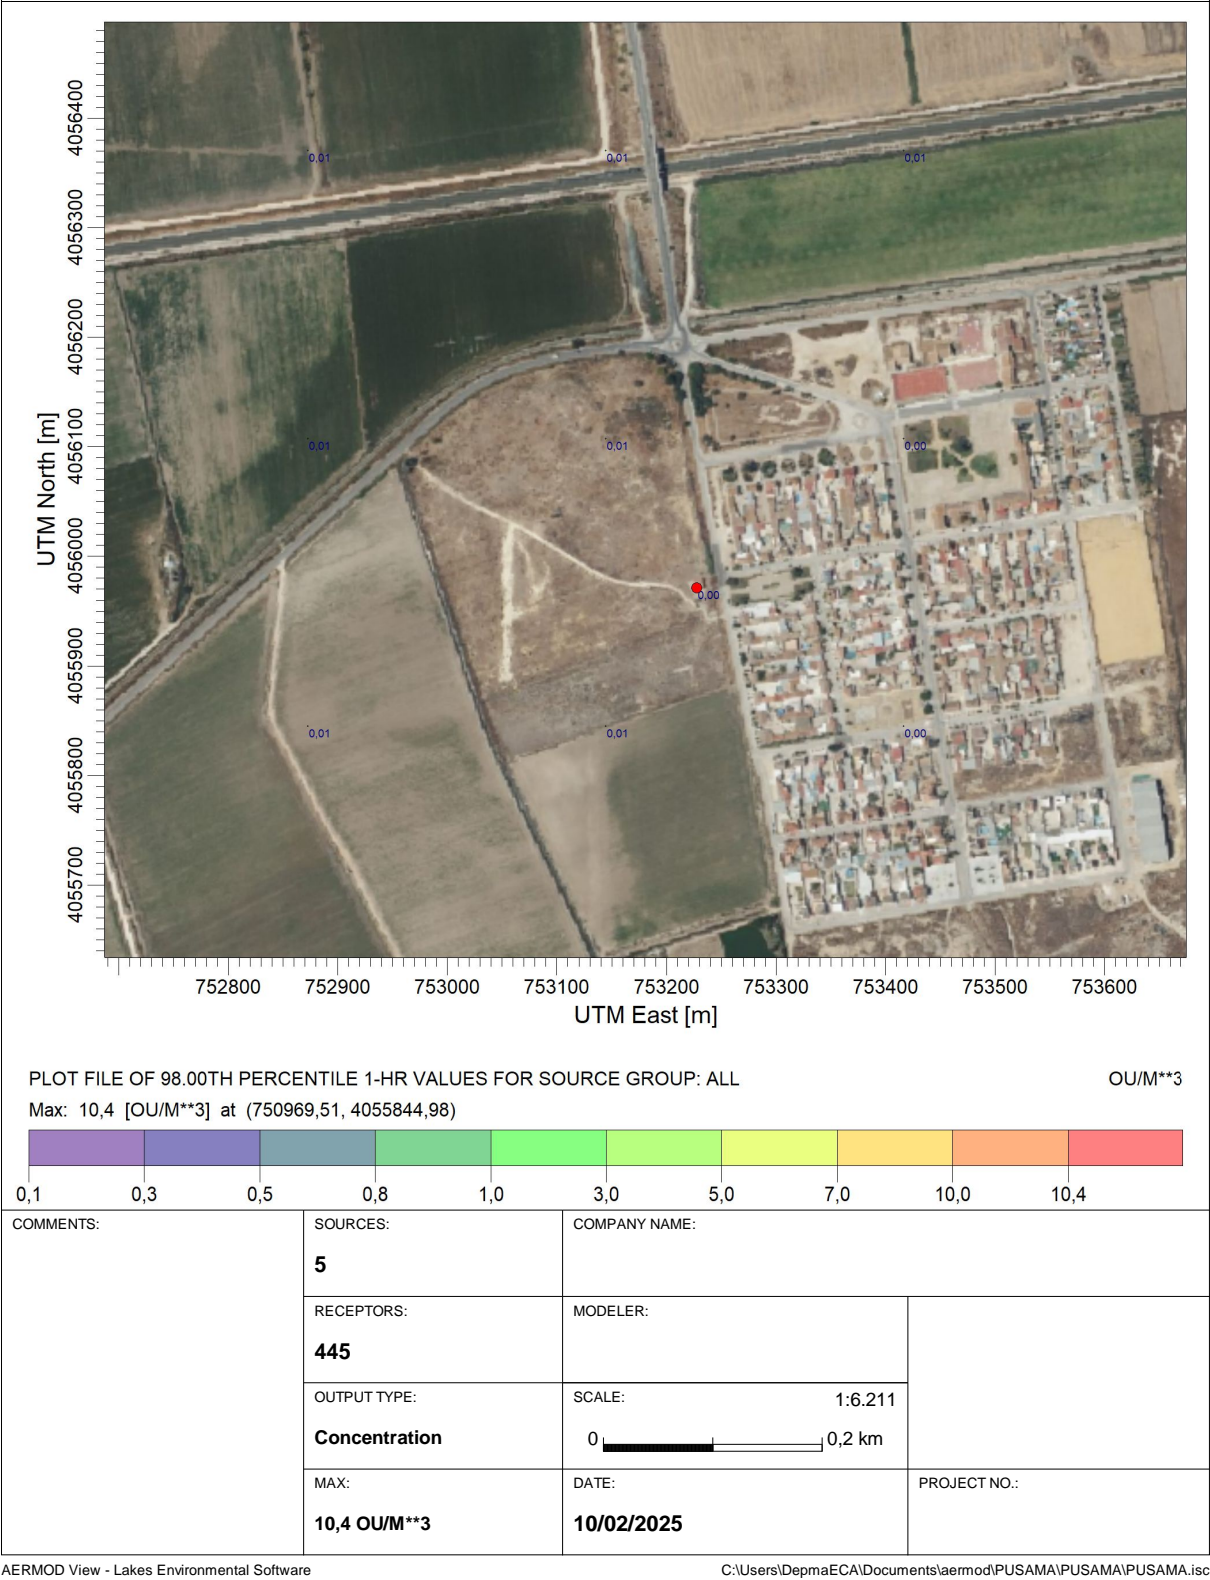 4056400
4056300
4056200
4056100
4056000
4055900
4055800
4055700
UTM North [m]
0,01
0,01
0,01
0,01
0,01
0,00
0,00
0,01
0,01
0,00
752800
752900
753000
753100
753200
753300
753400
753500
753600
UTM East [m]
PLOT FILE OF 98.00TH PERCENTILE 1-HR VALUES FOR SOURCE GROUP: ALL
OU/M**3
Max: 10,4 [OU/M**3] at (750969,51, 4055844,98)
0,1
0,3
0,5
0,8
1,0
3,0
5,0
7,0
10,0
10,4
COMMENTS:
SOURCES:
5
COMPANY NAME:
RECEPTORS:
445
MODELER:
OUTPUT TYPE:
Concentration
SCALE:
1:6.211
0
0,2 km
MAX:
10,4 OU/M**3
DATE:
10/02/2025
PROJECT NO.:
AERMOD View - Lakes Environmental Software
C:\Users\DepmaECA\Documents\aermod\PUSAMA\PUSAMA\PUSAMA.isc